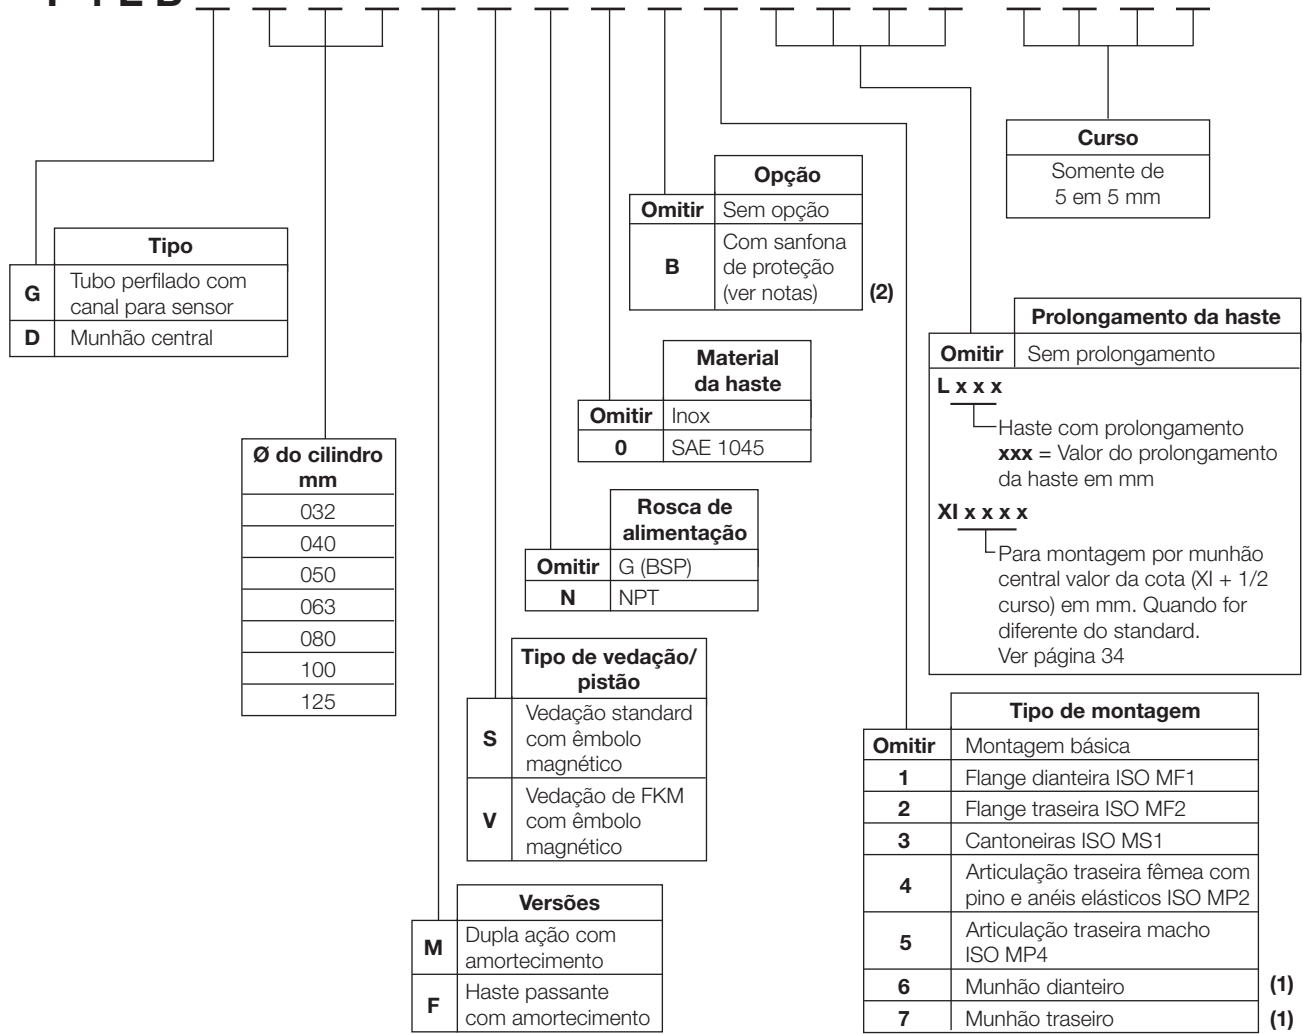 Curso
Somente de
5 em 5 mm
Opção
Omitir Sem opção
B Com sanfona
de proteção
(ver notas) (2)
Tipo
G Tubo perfilado com
canal para sensor
D Munhão central
Prolongamento da haste
Omitir Sem prolongamento
L x x x
Haste com prolongamento
xxx = Valor do prolongamento
da haste em mm
XI x x x x
Para montagem por munhão
central valor da cota (XI + 1/2
curso) em mm. Quando for
diferente do standard.
Ver página 34
Material
da haste
Omitir Inox
0 SAE 1045
Ø do cilindro
mm
032
040
050
063
080
100
125
Rosca de
alimentação
Omitir G (BSP)
N NPT
Tipo de vedação/
pistão
S Vedação standard
com êmbolo
magnético
V Vedação de FKM
com êmbolo
magnético
Tipo de montagem
Omitir Montagem básica
1 Flange dianteira ISO MF1
2 Flange traseira ISO MF2
3 Cantoneiras ISO MS1
4 Articulação traseira fêmea com
pino e anéis elásticos ISO MP2
5 Articulação traseira macho
ISO MP4
6 Munhão dianteiro (1)
7 Munhão traseiro (1)
Versões
M Dupla ação com
amortecimento
F Haste passante
com amortecimento